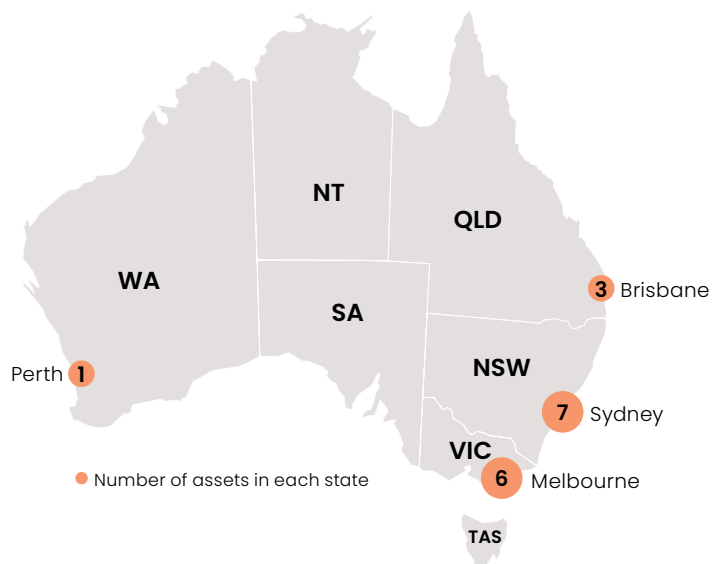 NT
QLD
WA
3 Brisbane
SA
NSW
Perth 1
7 Sydney
VIC
6 Melbourne
Number of assets in each state
TAS